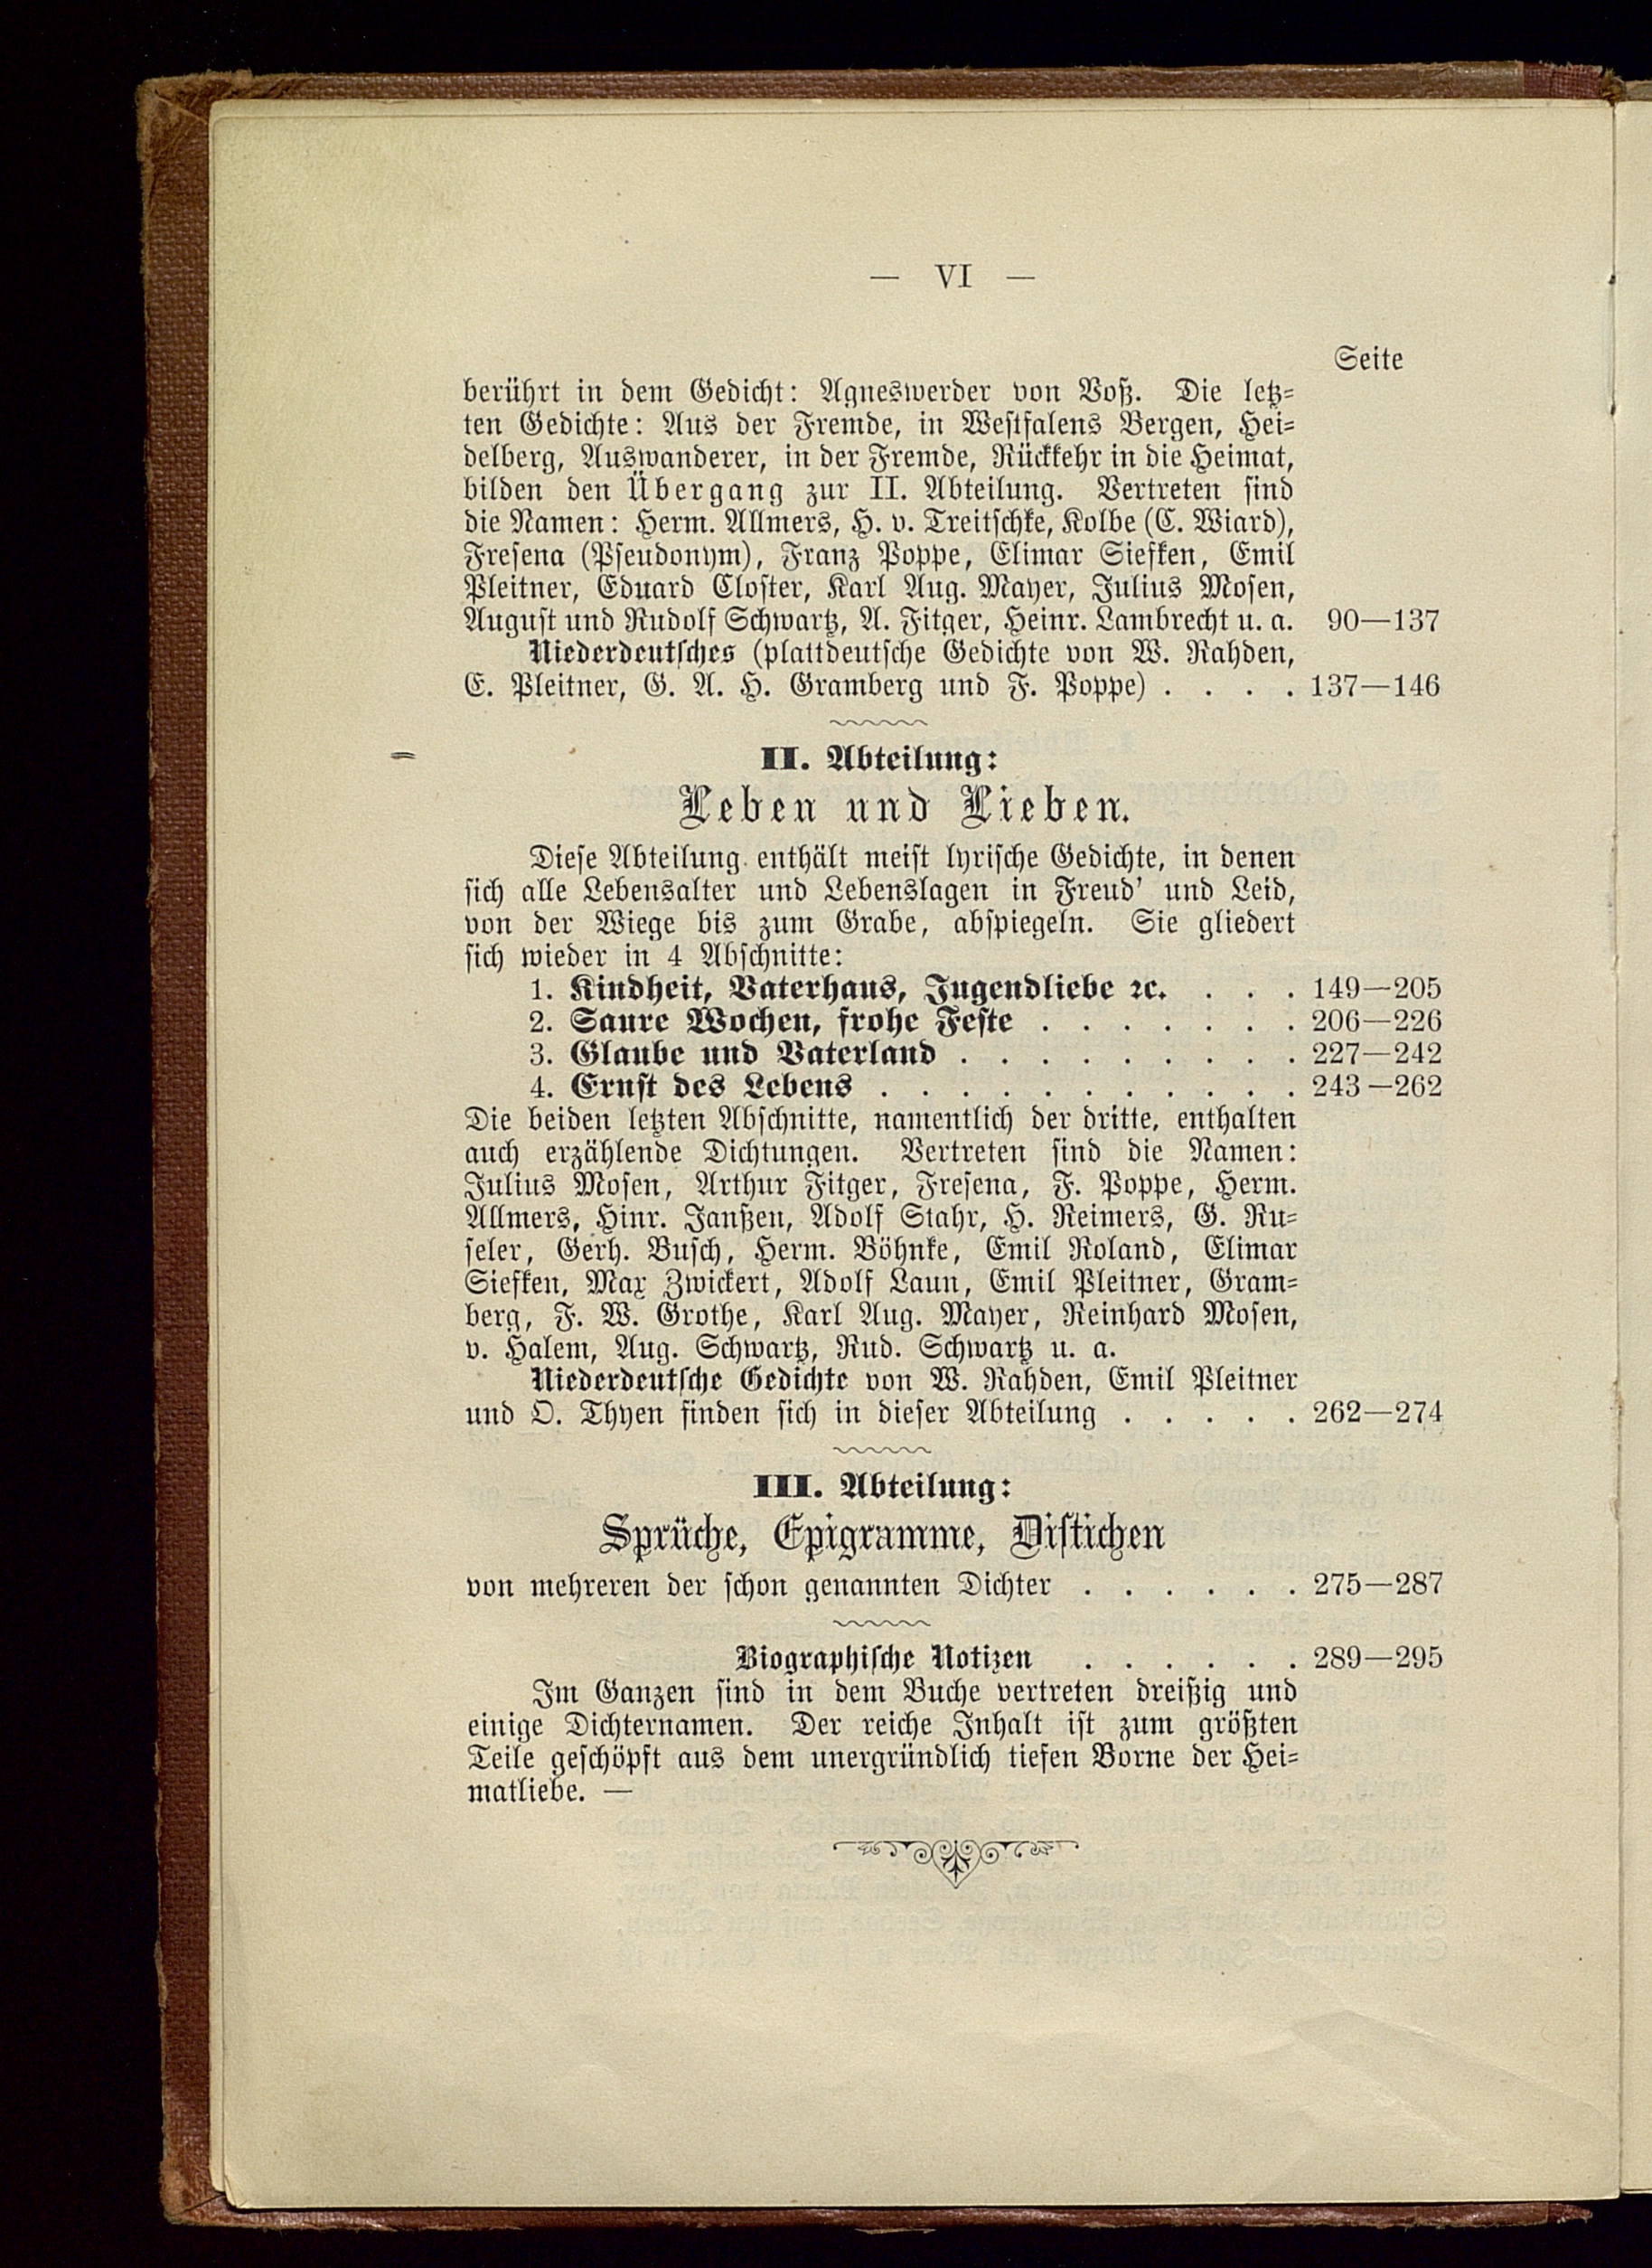 — VI —
Seite
berührt in dem Gedicht: Agneswerder von Voß. Die letz-
ten Gedichte: Aus der Fremde, in Westfalens Bergen, Hei-
delberg, Auswanderer, in der Fremde, Rückkehr in die Heimat,
bilden den Übergang zur II. Abteilung. Vertreten sind
die Namen: Herm. Allmers, H. v. Treitschke, Kolbe (C. Wiard),
Fresena (Pseudonym), Franz Poppe, Elimar Siefken, Emil
Pleitner, Eduard Closter, Karl Aug. Mayer, Julius Mosen,
August und Rudolf Schwartz, A. Fitger, Heinr. Lambrecht u. a. 90—137
Niederdeutsches (plattdeutsche Gedichte von W. Rahden,
E. Pleitner, G. A. H. Gramberg und F. Poppe) . . . . 137—146
II. Abteilung:
Leben und Lieben.
Diese Abteilung enthält meist lyrische Gedichte, in denen
sich alle Lebensalter und Lebenslagen in Freud' und Leid,
von der Wiege bis zum Grabe, abspiegeln. Sie gliedert
sich wieder in 4 Abschnitte:
1. Kindheit, Vaterhaus, Jugendliebe ꝛc. . . . 149—205
2. Saure Wochen, frohe Feste . . . . . . . 206—226
3. Glaube und Vaterland . . . . . . . . . 227—242
4. Ernst des Lebens . . . . . . . . . . . 243—262
Die beiden letzten Abschnitte, namentlich der dritte, enthalten
auch erzählende Dichtungen. Vertreten sind die Namen:
Julius Mosen, Arthur Fitger, Fresena, F. Poppe, Herm.
Allmers, Hinr. Janßen, Adolf Stahr, H. Reimers, G. Ru-
seler, Gerh. Busch, Herm. Böhnke, Emil Roland, Elimar
Siefken, Max Zwickert, Adolf Laun, Emil Pleitner, Gram-
berg, F. W. Grothe, Karl Aug. Mayer, Reinhard Mosen,
v. Halem, Aug. Schwartz, Rud. Schwartz u. a.
Niederdeutsche Gedichte von W. Rahden, Emil Pleitner
und O. Thyen finden sich in dieser Abteilung . . . . . 262—274
III. Abteilung:
Sprüche, Epigramme, Distichen
von mehreren der schon genannten Dichter . . . . . . 275—287
Biographische Notizen . . . . . . 289—295
Im Ganzen sind in dem Buche vertreten dreißig und
einige Dichternamen. Der reiche Inhalt ist zum größten
Teile geschöpft aus dem unergründlich tiefen Borne der Hei-
matliebe. —